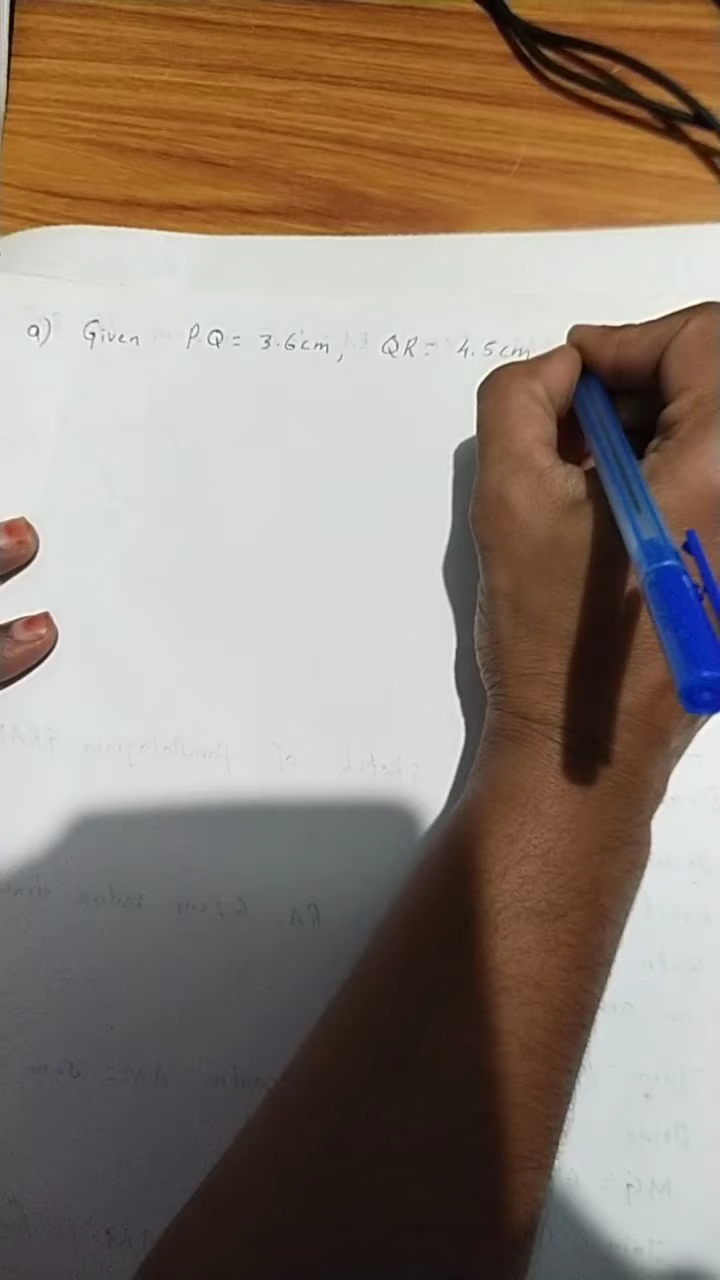 a) Given PQ = 3.6cm, QR = 4.5cm